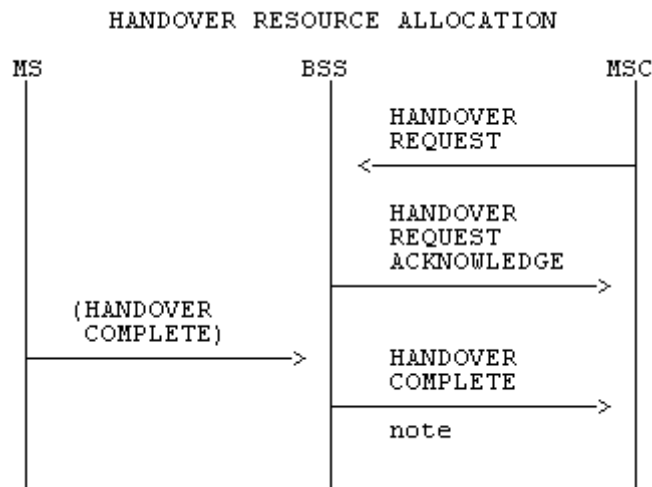 HANDOVER RESOURCE ALLOCATION
MS BSS MSC
HANDOVER
REQUEST
HANDOVER
REQUEST
ACKNOWLEDGE
(HANDOVER
COMPLETE)
HANDOVER
COMPLETE
note